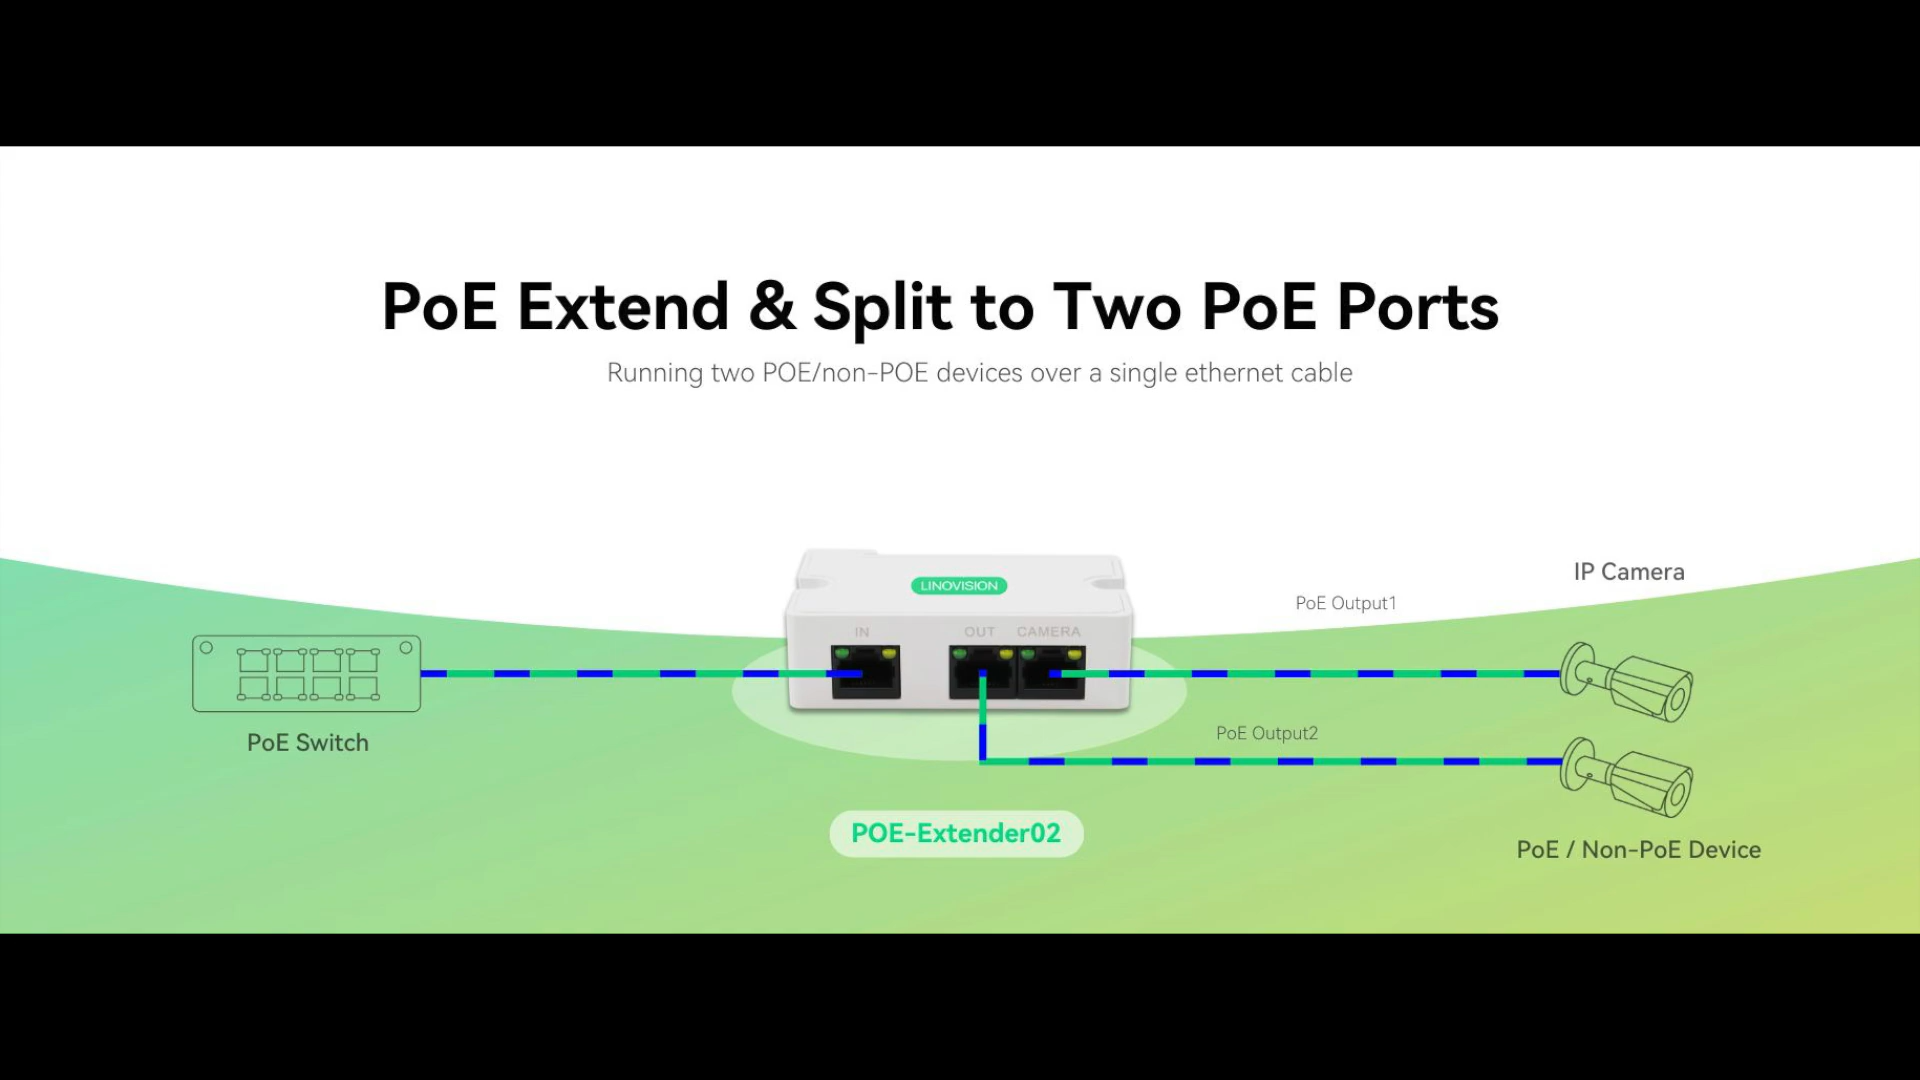 PoE Extend & Split to Two PoE Ports
Running two POE/non-POE devices over a single ethernet cable
IP Camera
PoE Output1
LINOVISION
IN
OUT
CAMERA
PoE Switch
PoE Output2
POE-Extender02
PoE / Non-PoE Device